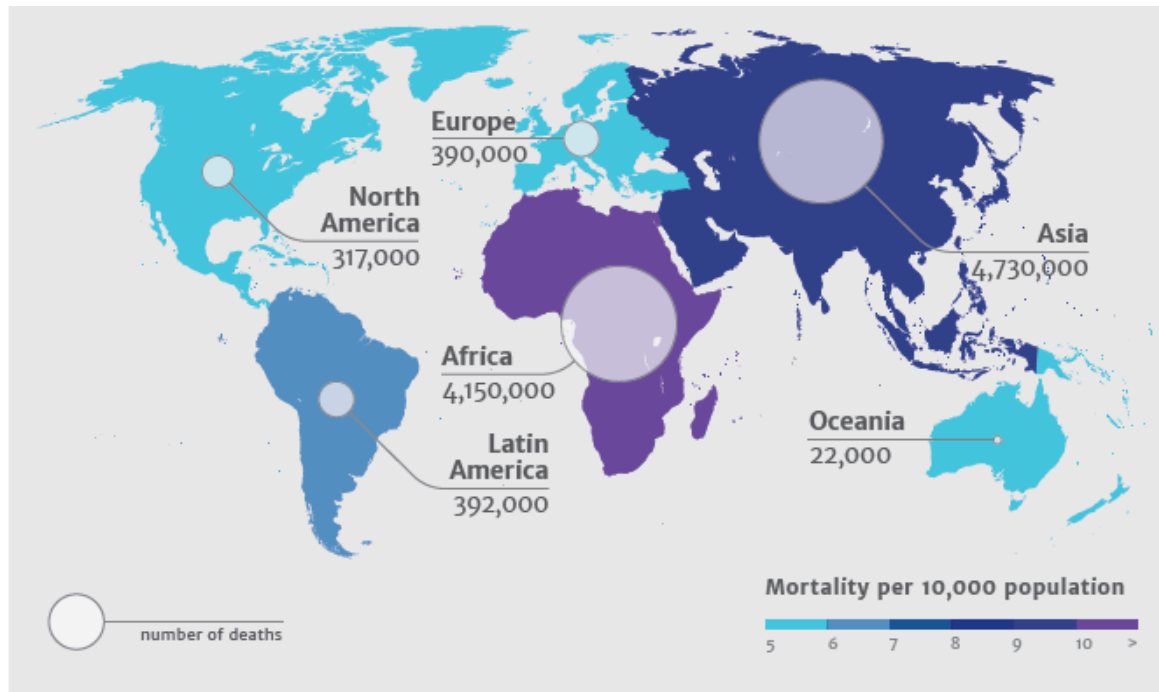 Europe
390,000
North
America
317,000
Asia
4,730,000
Africa
4,150,000
Oceania
22,000
Latin
America
392,000
Mortality per 10,000 population
number of deaths
5 6 7 8 9 10 >